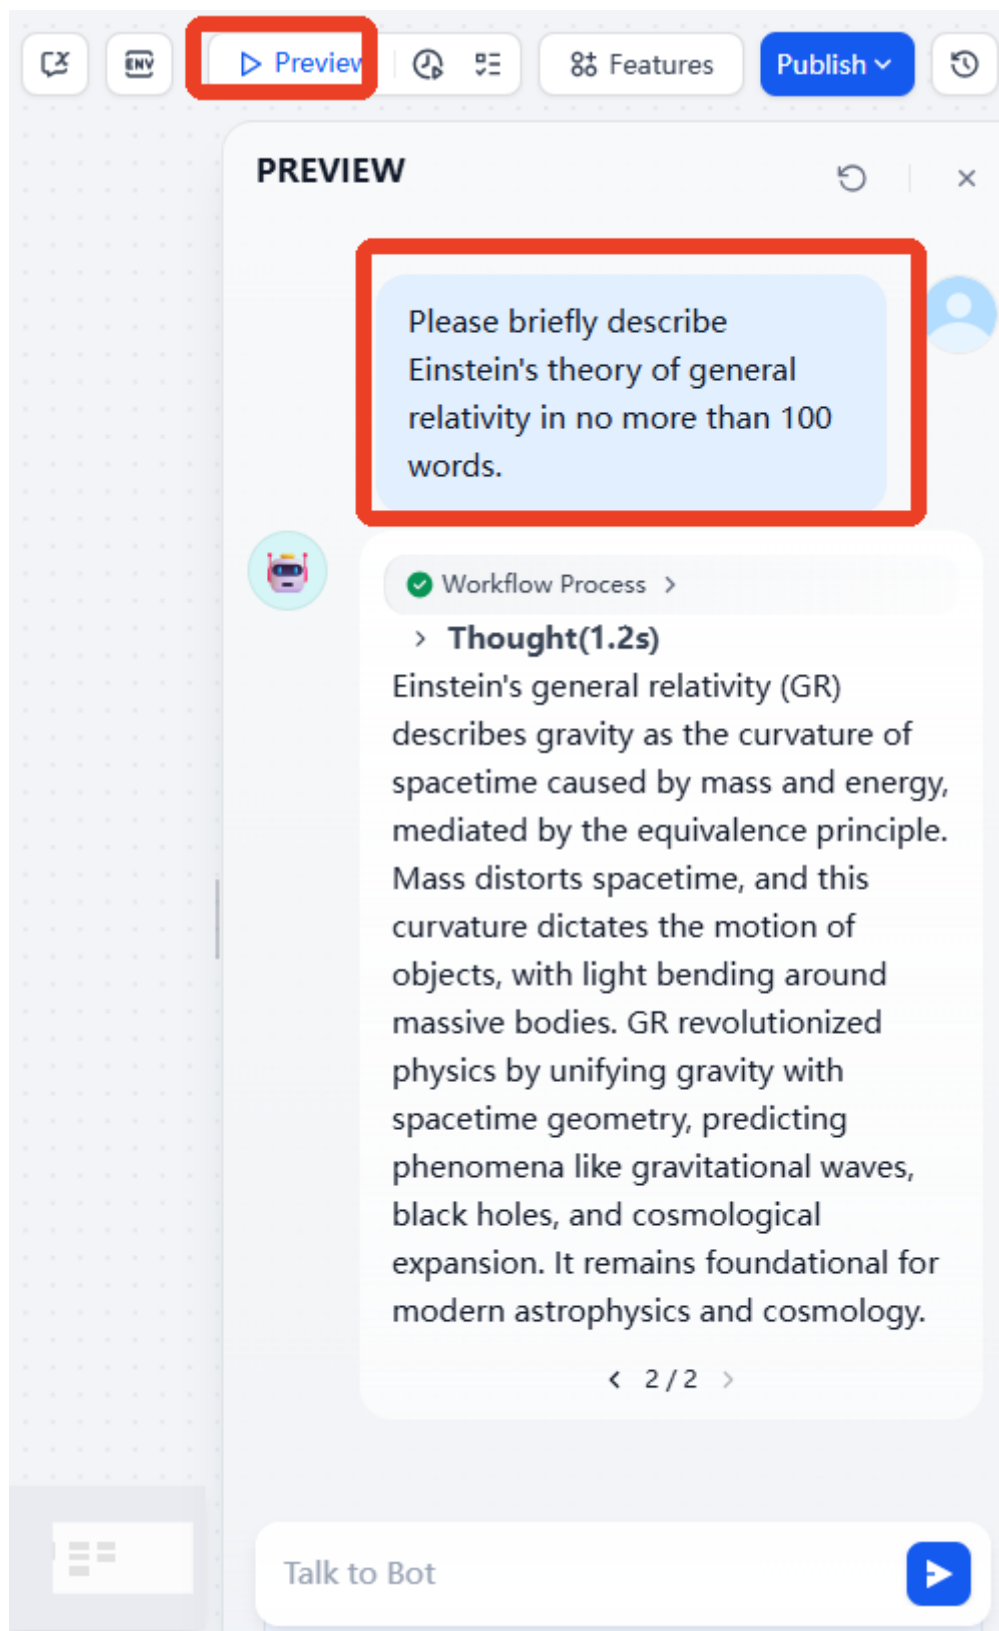 ENV
Preview
Features
Publish
PREVIEW
Please briefly describe
Einstein's theory of general
relativity in no more than 100
words.
Workflow Process
Thought(1.2s)
Einstein's general relativity (GR)
describes gravity as the curvature of
spacetime caused by mass and energy,
mediated by the equivalence principle.
Mass distorts spacetime, and this
curvature dictates the motion of
objects, with light bending around
massive bodies. GR revolutionized
physics by unifying gravity with
spacetime geometry, predicting
phenomena like gravitational waves,
black holes, and cosmological
expansion. It remains foundational for
modern astrophysics and cosmology.
2 / 2
Talk to Bot